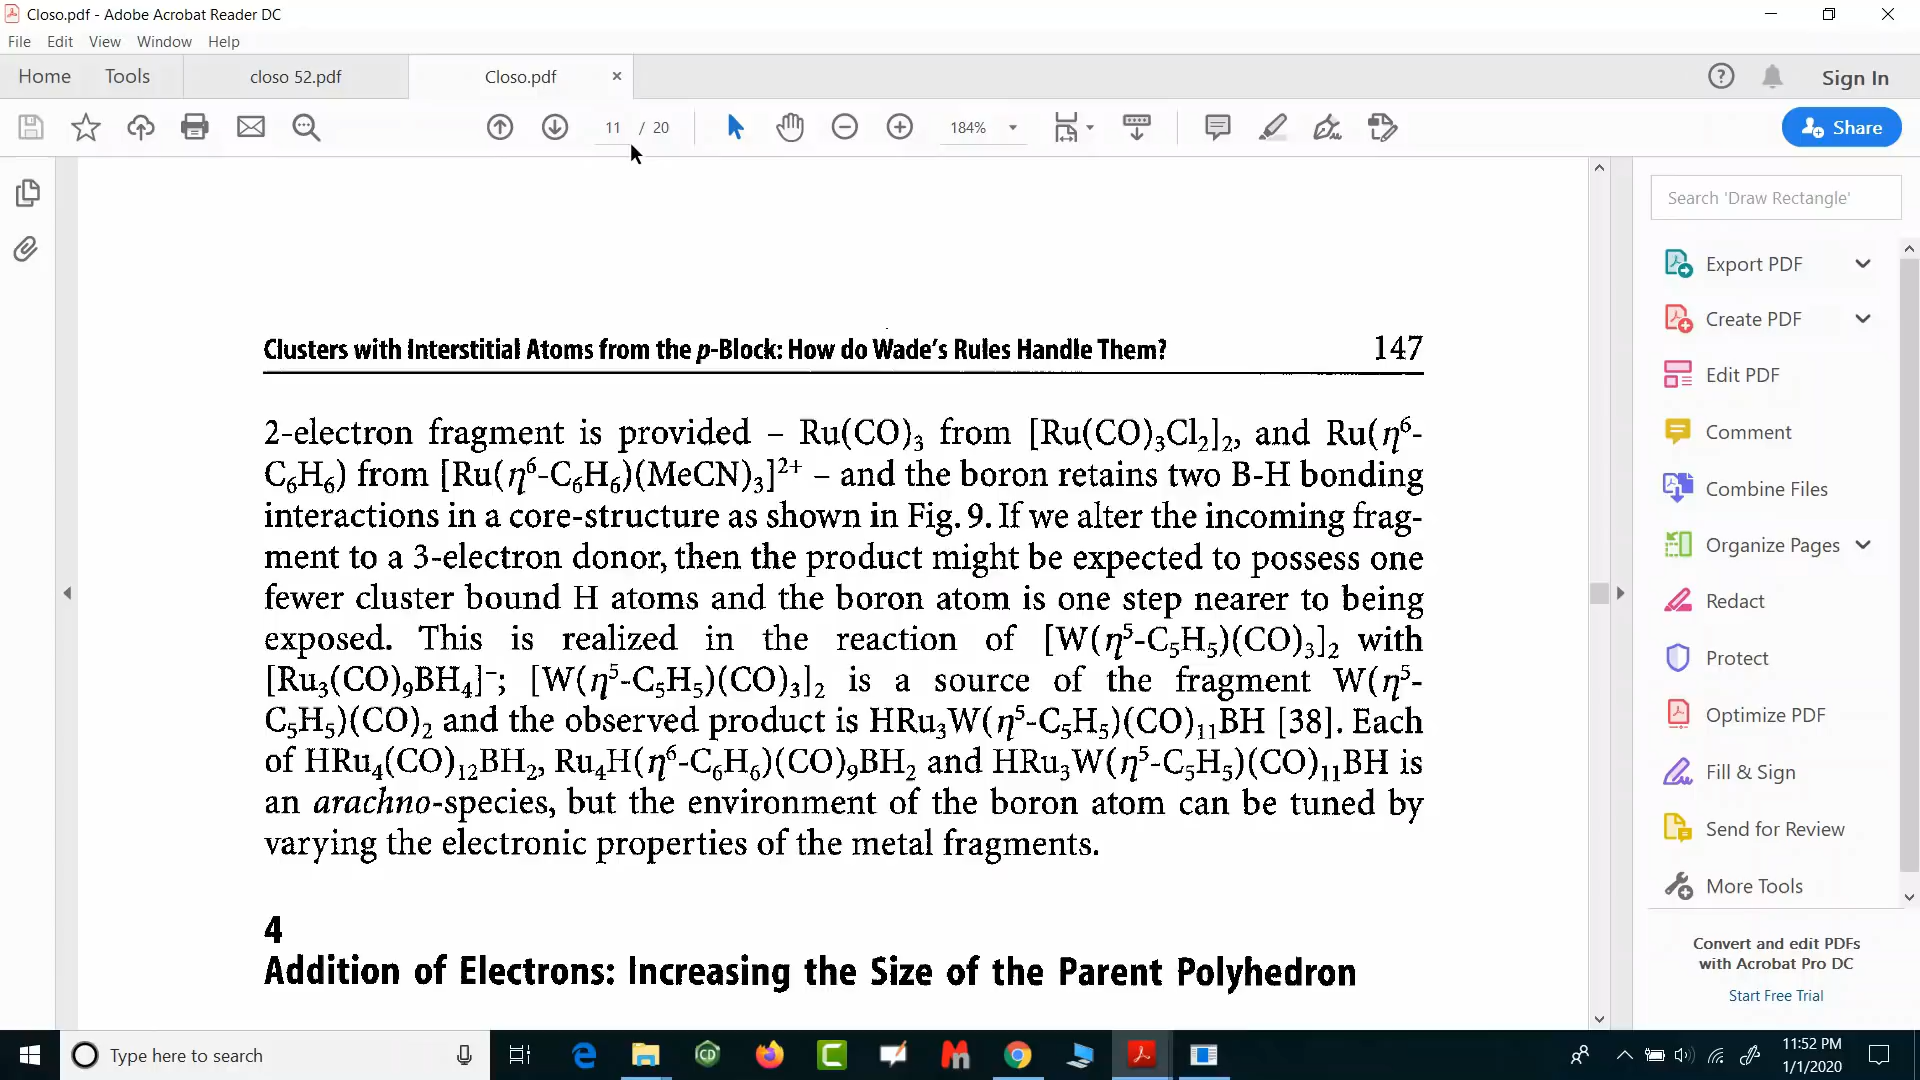 Closo.pdf - Adobe Acrobat Reader DC
File Edit View Window Help
Home Tools closo 52.pdf Closo.pdf × Sign In
11 / 20 184% Share
Search 'Draw Rectangle'
Export PDF
Create PDF
Edit PDF
Comment
Combine Files
Organize Pages
Redact
Protect
Optimize PDF
Fill & Sign
Send for Review
More Tools
Convert and edit PDFs
with Acrobat Pro DC
Start Free Trial
Clusters with Interstitial Atoms from the p-Block: How do Wade's Rules Handle Them? 147
2-electron fragment is provided – Ru(CO)₃ from [Ru(CO)₃Cl₂]₂, and Ru(η⁶-
C₆H₆) from [Ru(η⁶-C₆H₆)(MeCN)₃]²⁺ – and the boron retains two B-H bonding
interactions in a core-structure as shown in Fig. 9. If we alter the incoming frag-
ment to a 3-electron donor, then the product might be expected to possess one
fewer cluster bound H atoms and the boron atom is one step nearer to being
exposed. This is realized in the reaction of [W(η⁵-C₅H₅)(CO)₃]₂ with
[Ru₃(CO)₉BH₄]⁻; [W(η⁵-C₅H₅)(CO)₃]₂ is a source of the fragment W(η⁵-
C₅H₅)(CO)₂ and the observed product is HRu₃W(η⁵-C₅H₅)(CO)₁₁BH [38]. Each
of HRu₄(CO)₁₂BH₂, Ru₄H(η⁶-C₆H₆)(CO)₉BH₂ and HRu₃W(η⁵-C₅H₅)(CO)₁₁BH is
an arachno-species, but the environment of the boron atom can be tuned by
varying the electronic properties of the metal fragments.
4
Addition of Electrons: Increasing the Size of the Parent Polyhedron
Type here to search
CD
11:52 PM
1/1/2020